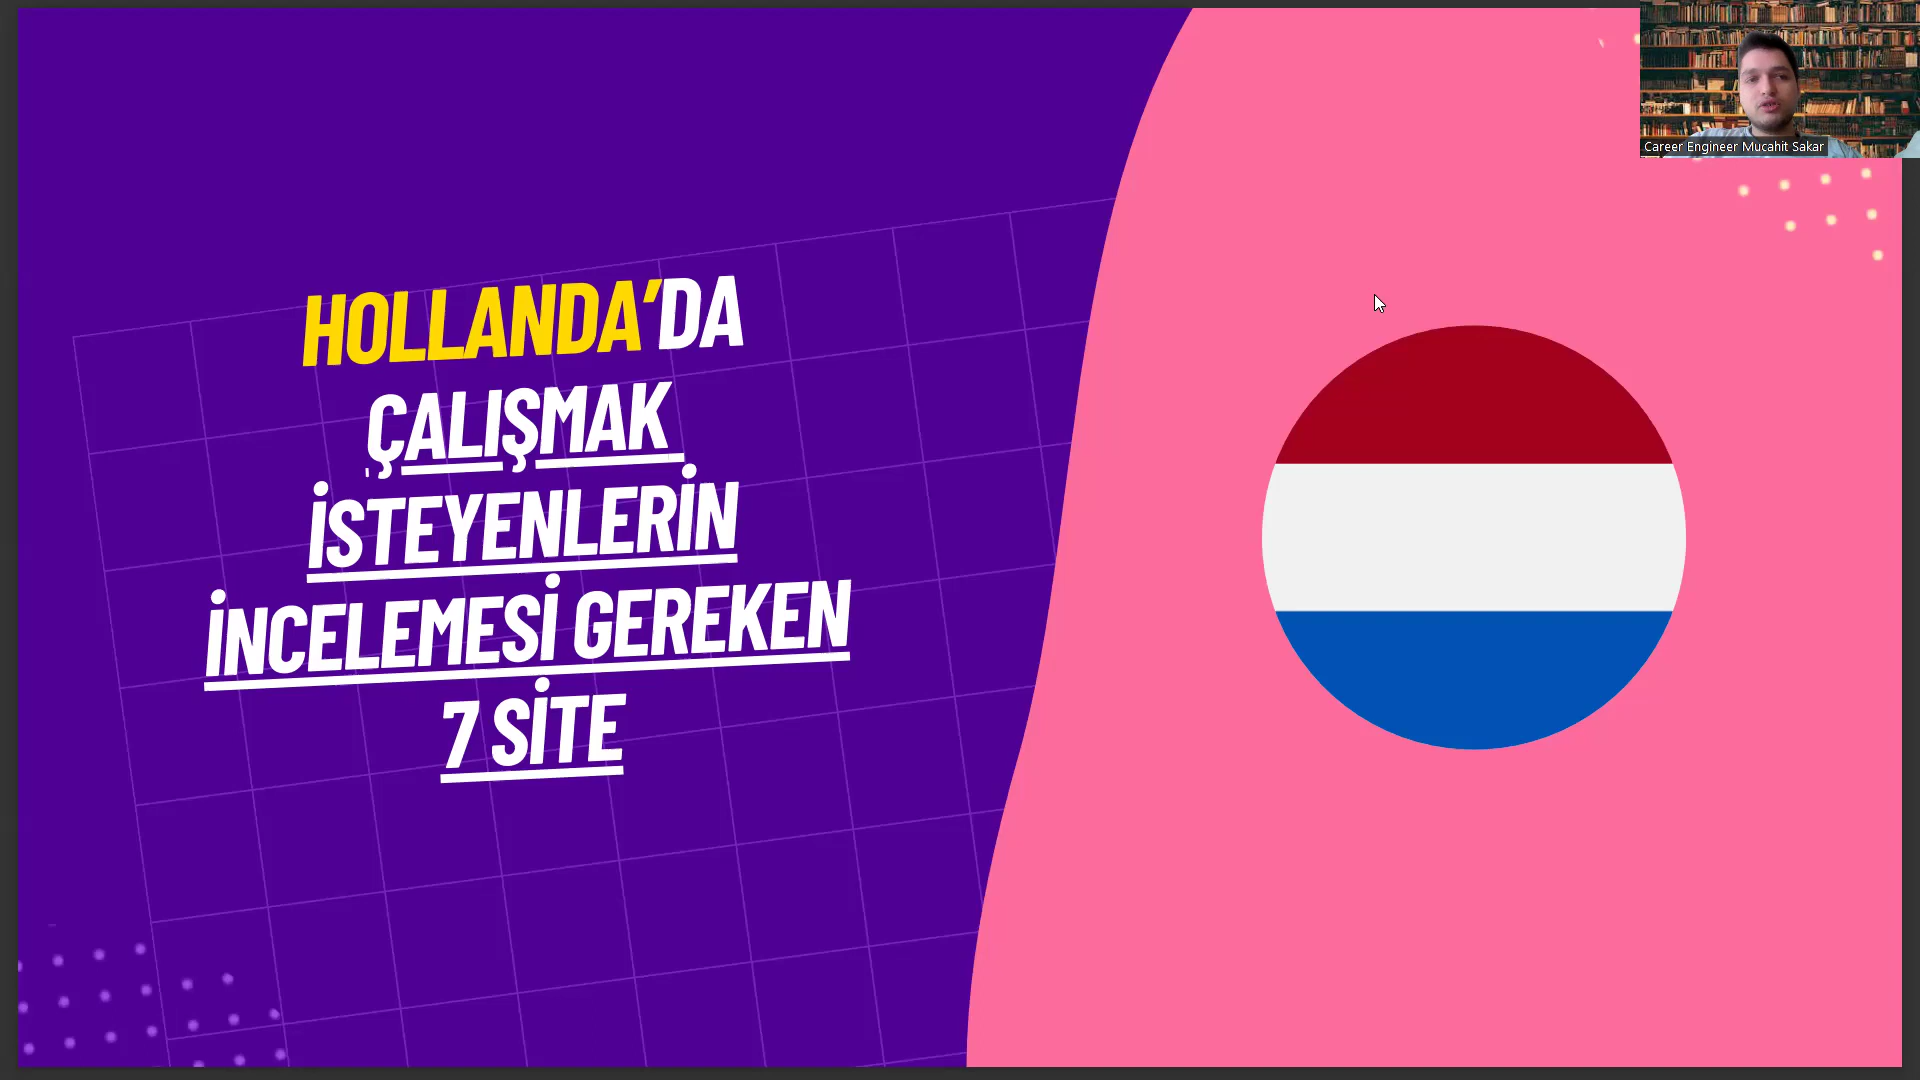 Career Engineer Mucahit Sakar
HOLLANDA'DA
ÇALIŞMAK
İSTEYENLERİN
İNCELEMESİ GEREKEN
7 SİTE